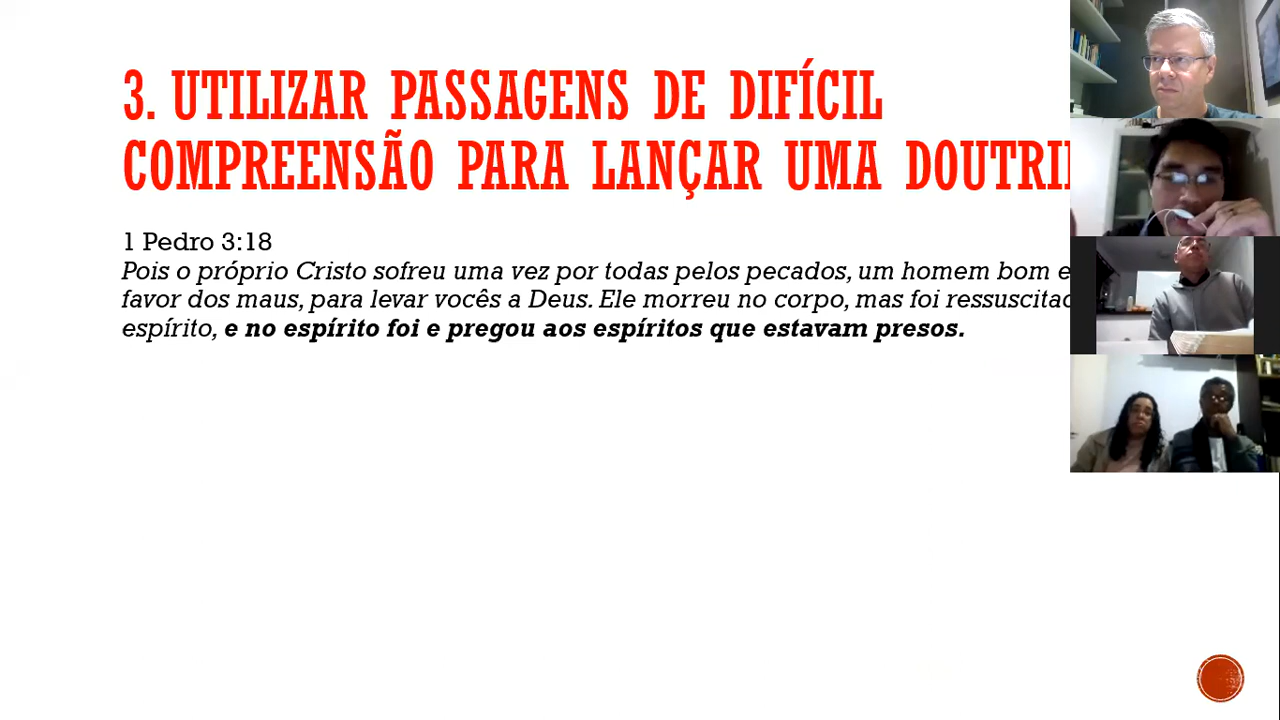 3. UTILIZAR PASSAGENS DE DIFÍCIL
COMPREENSÃO PARA LANÇAR UMA
1 Pedro 3:18
Pois o próprio Cristo sofreu uma vez por todas pelos pecados, um homem bom
favor dos maus, para levar vocês a Deus. Ele morreu no corpo, mas foi
espírito, e no espírito foi e pregou aos espíritos que estavam presos.